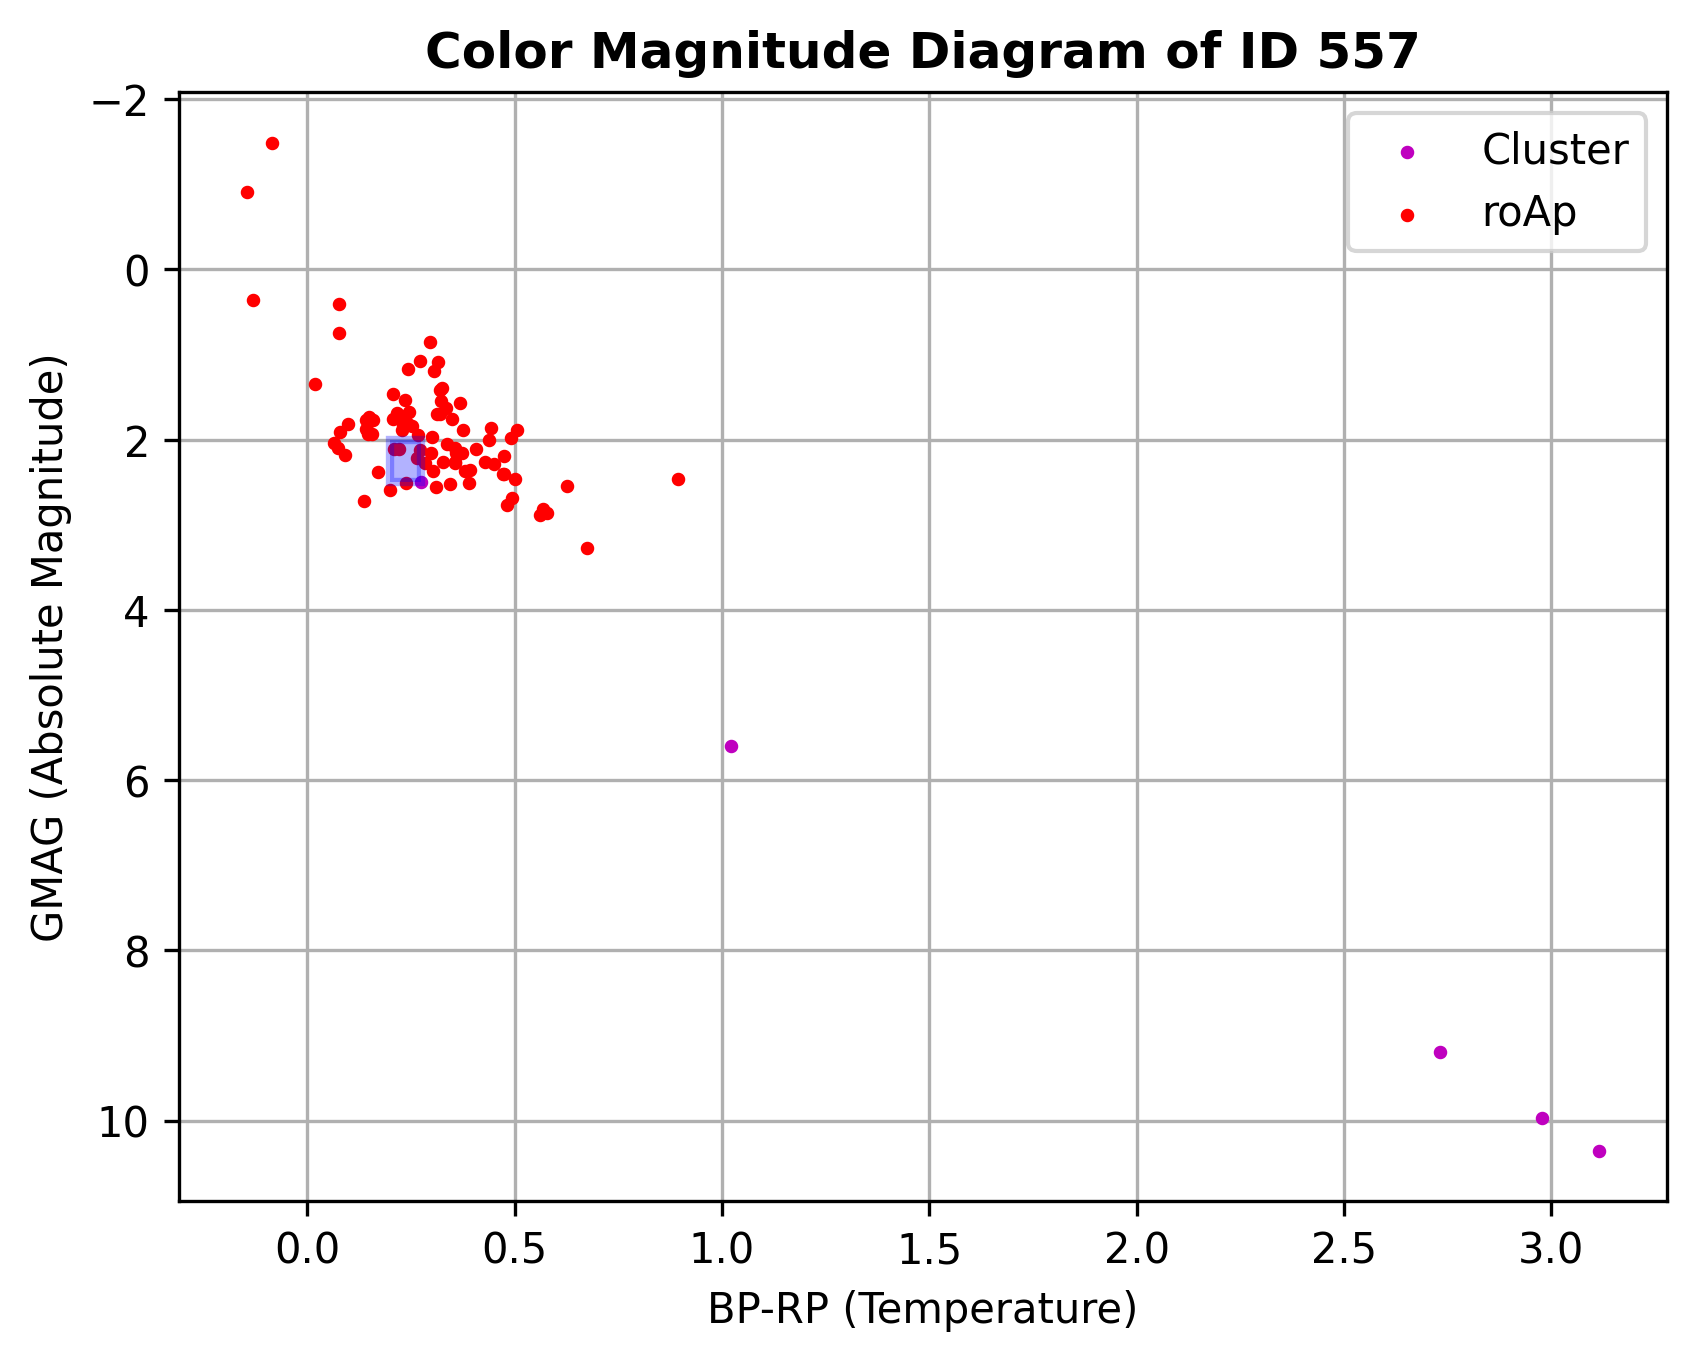 Color Magnitude Diagram of ID 557
Cluster
roAp
GMAG (Absolute Magnitude)
−2
0
2
4
6
8
10
0.0 0.5 1.0 1.5 2.0 2.5 3.0
BP-RP (Temperature)